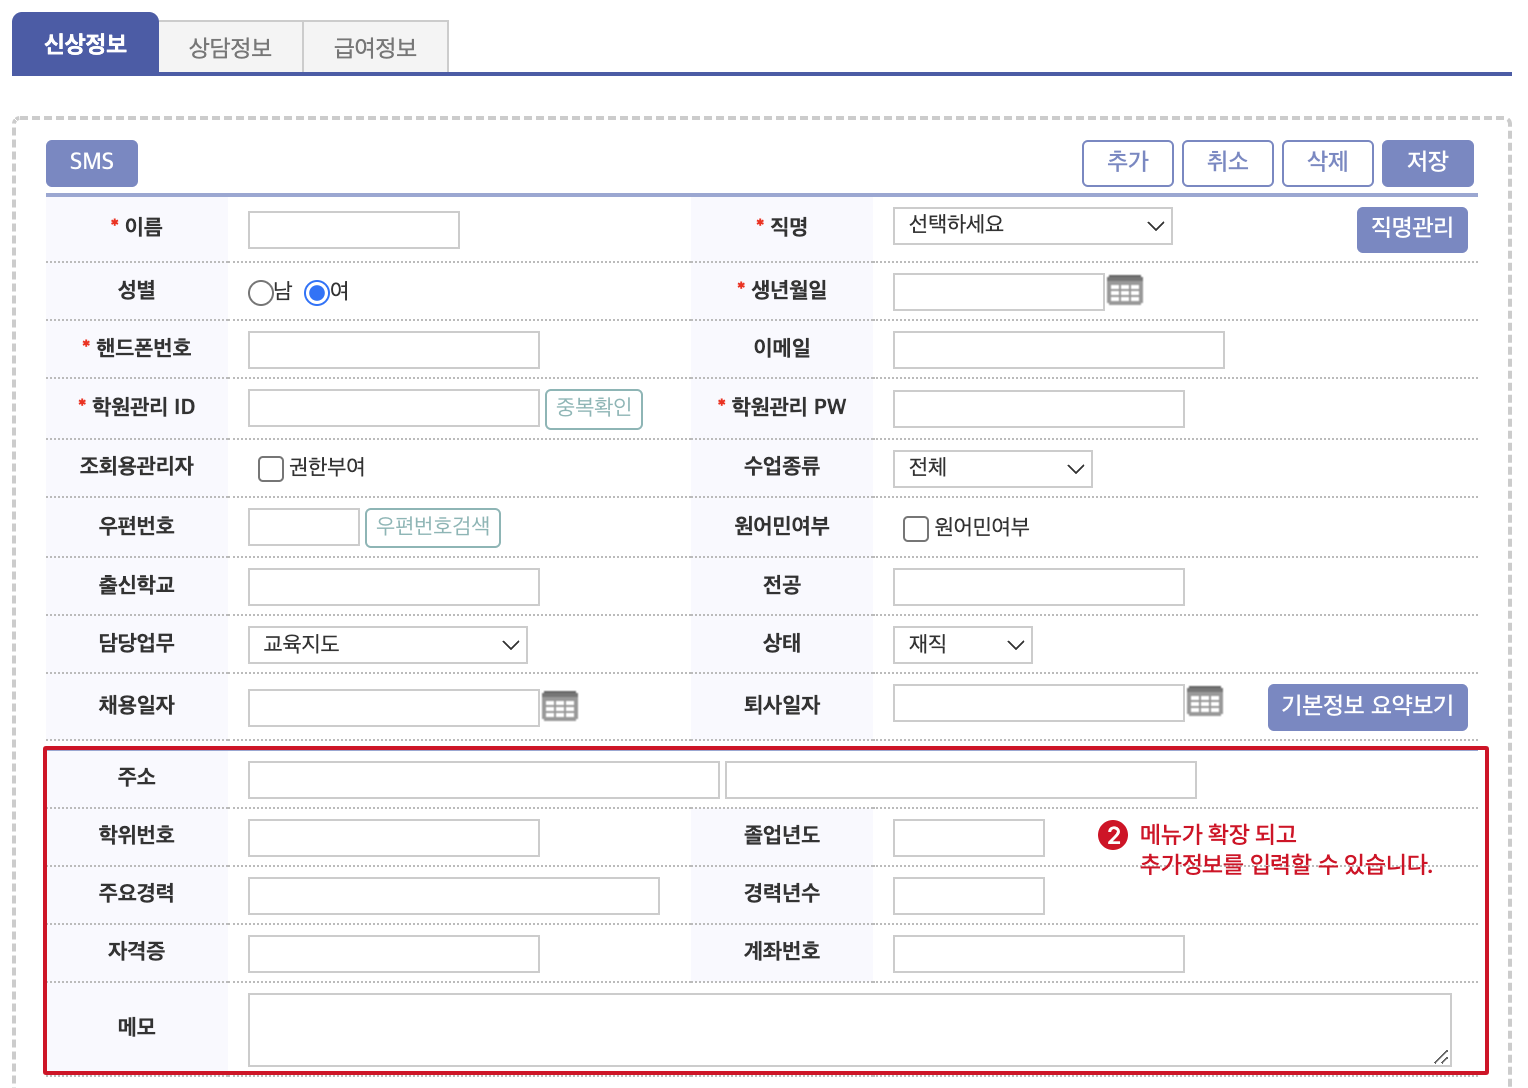 신상정보 상담정보 급여정보
SMS 추가 취소 삭제 저장
* 이름 * 직명 선택하세요 직명관리
성별 남 여 * 생년월일
* 핸드폰번호 이메일
* 학원관리 ID 중복확인 * 학원관리 PW
조회용관리자 권한부여 수업종류 전체
우편번호 우편번호검색 원어민여부 원어민여부
출신학교 전공
담당업무 교육지도 상태 재직
채용일자 퇴사일자 기본정보 요약보기
주소
학위번호 졸업년도 2 메뉴가 확장 되고
추가정보를 입력할 수 있습니다.
주요경력 경력년수
자격증 계좌번호
메모